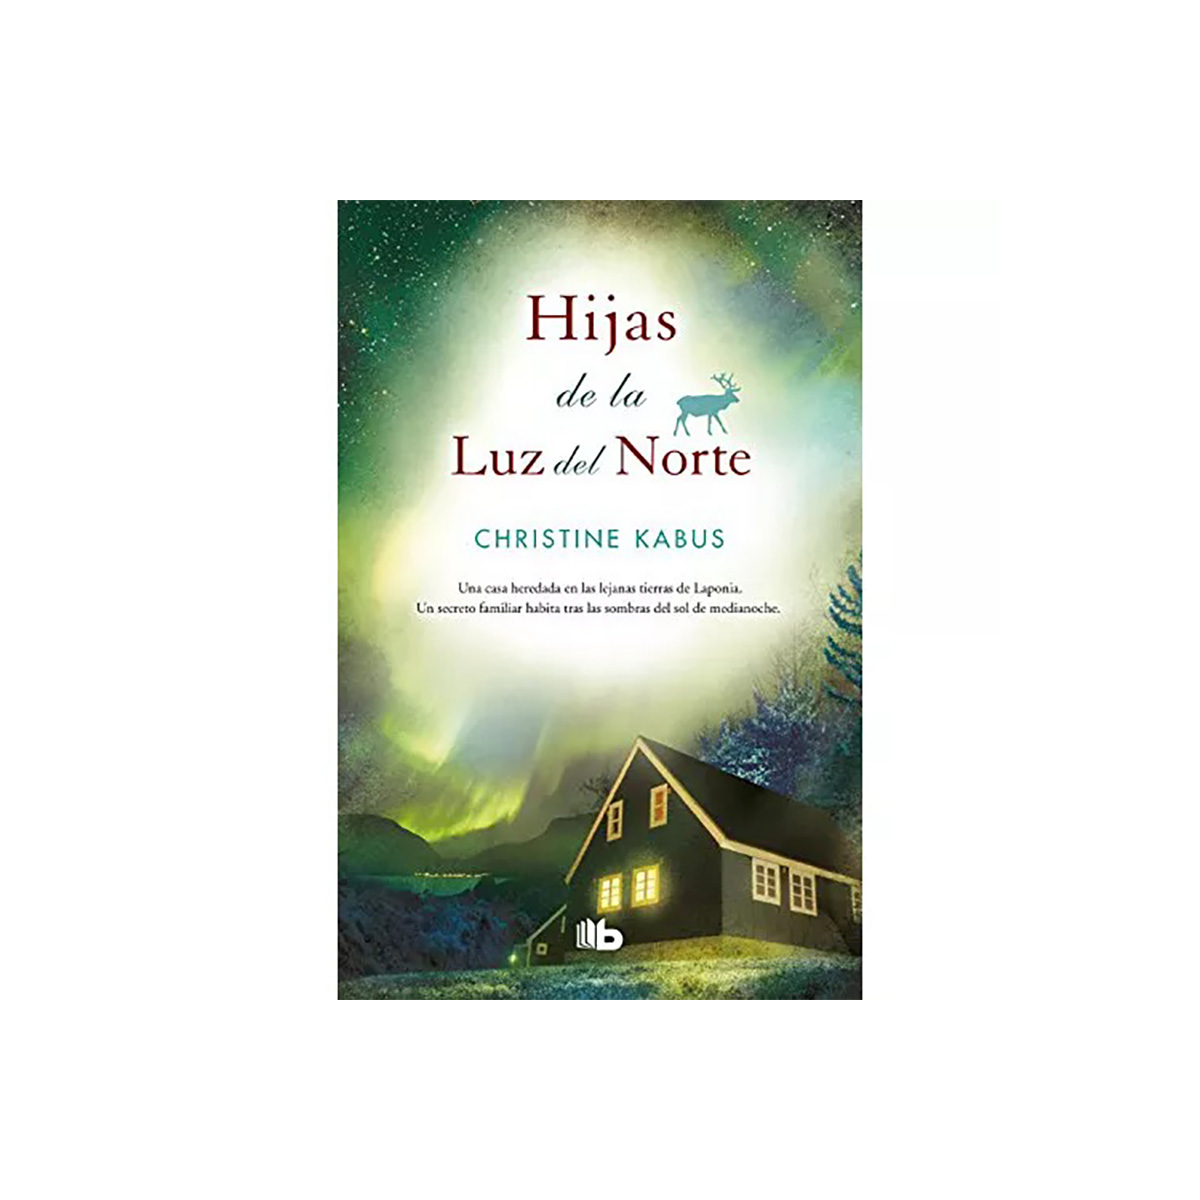 Hijas
de la
Luz del Norte
CHRISTINE KABUS
Una casa heredada en las lejanas tierras de Laponia.
Un secreto familiar habita tras las sombras del sol de medianoche.
b